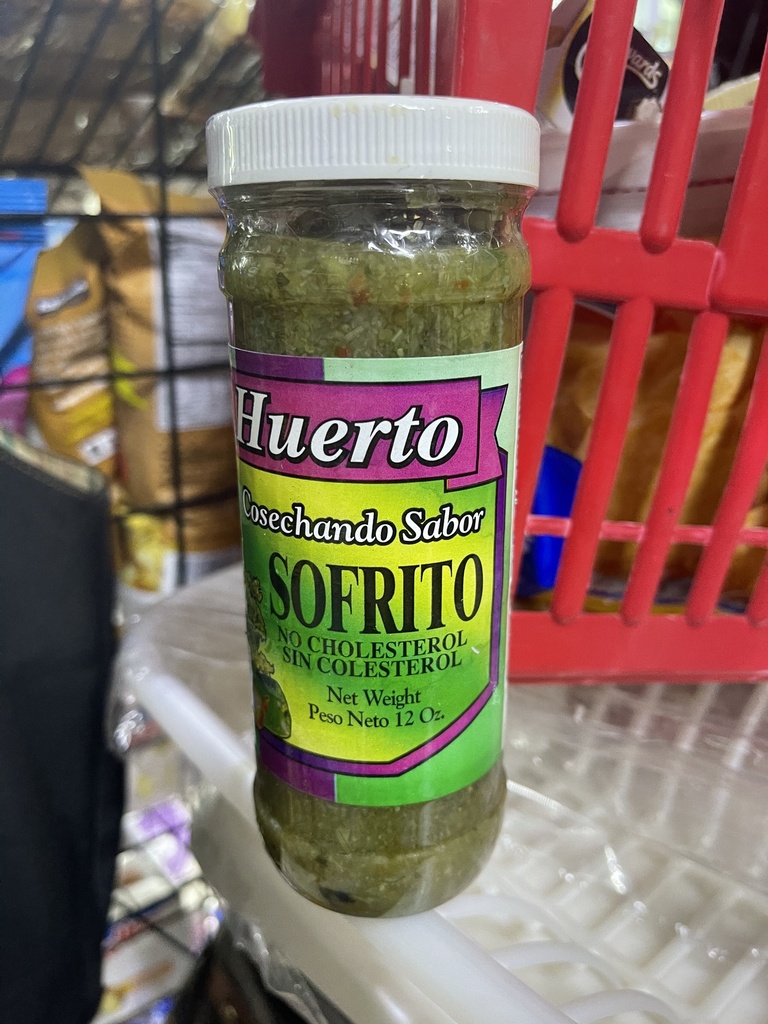 Huerto
Cosechando Sabor
SOFRITO
NO CHOLESTEROL
SIN COLESTEROL
Net Weight
Peso Neto 12 Oz.